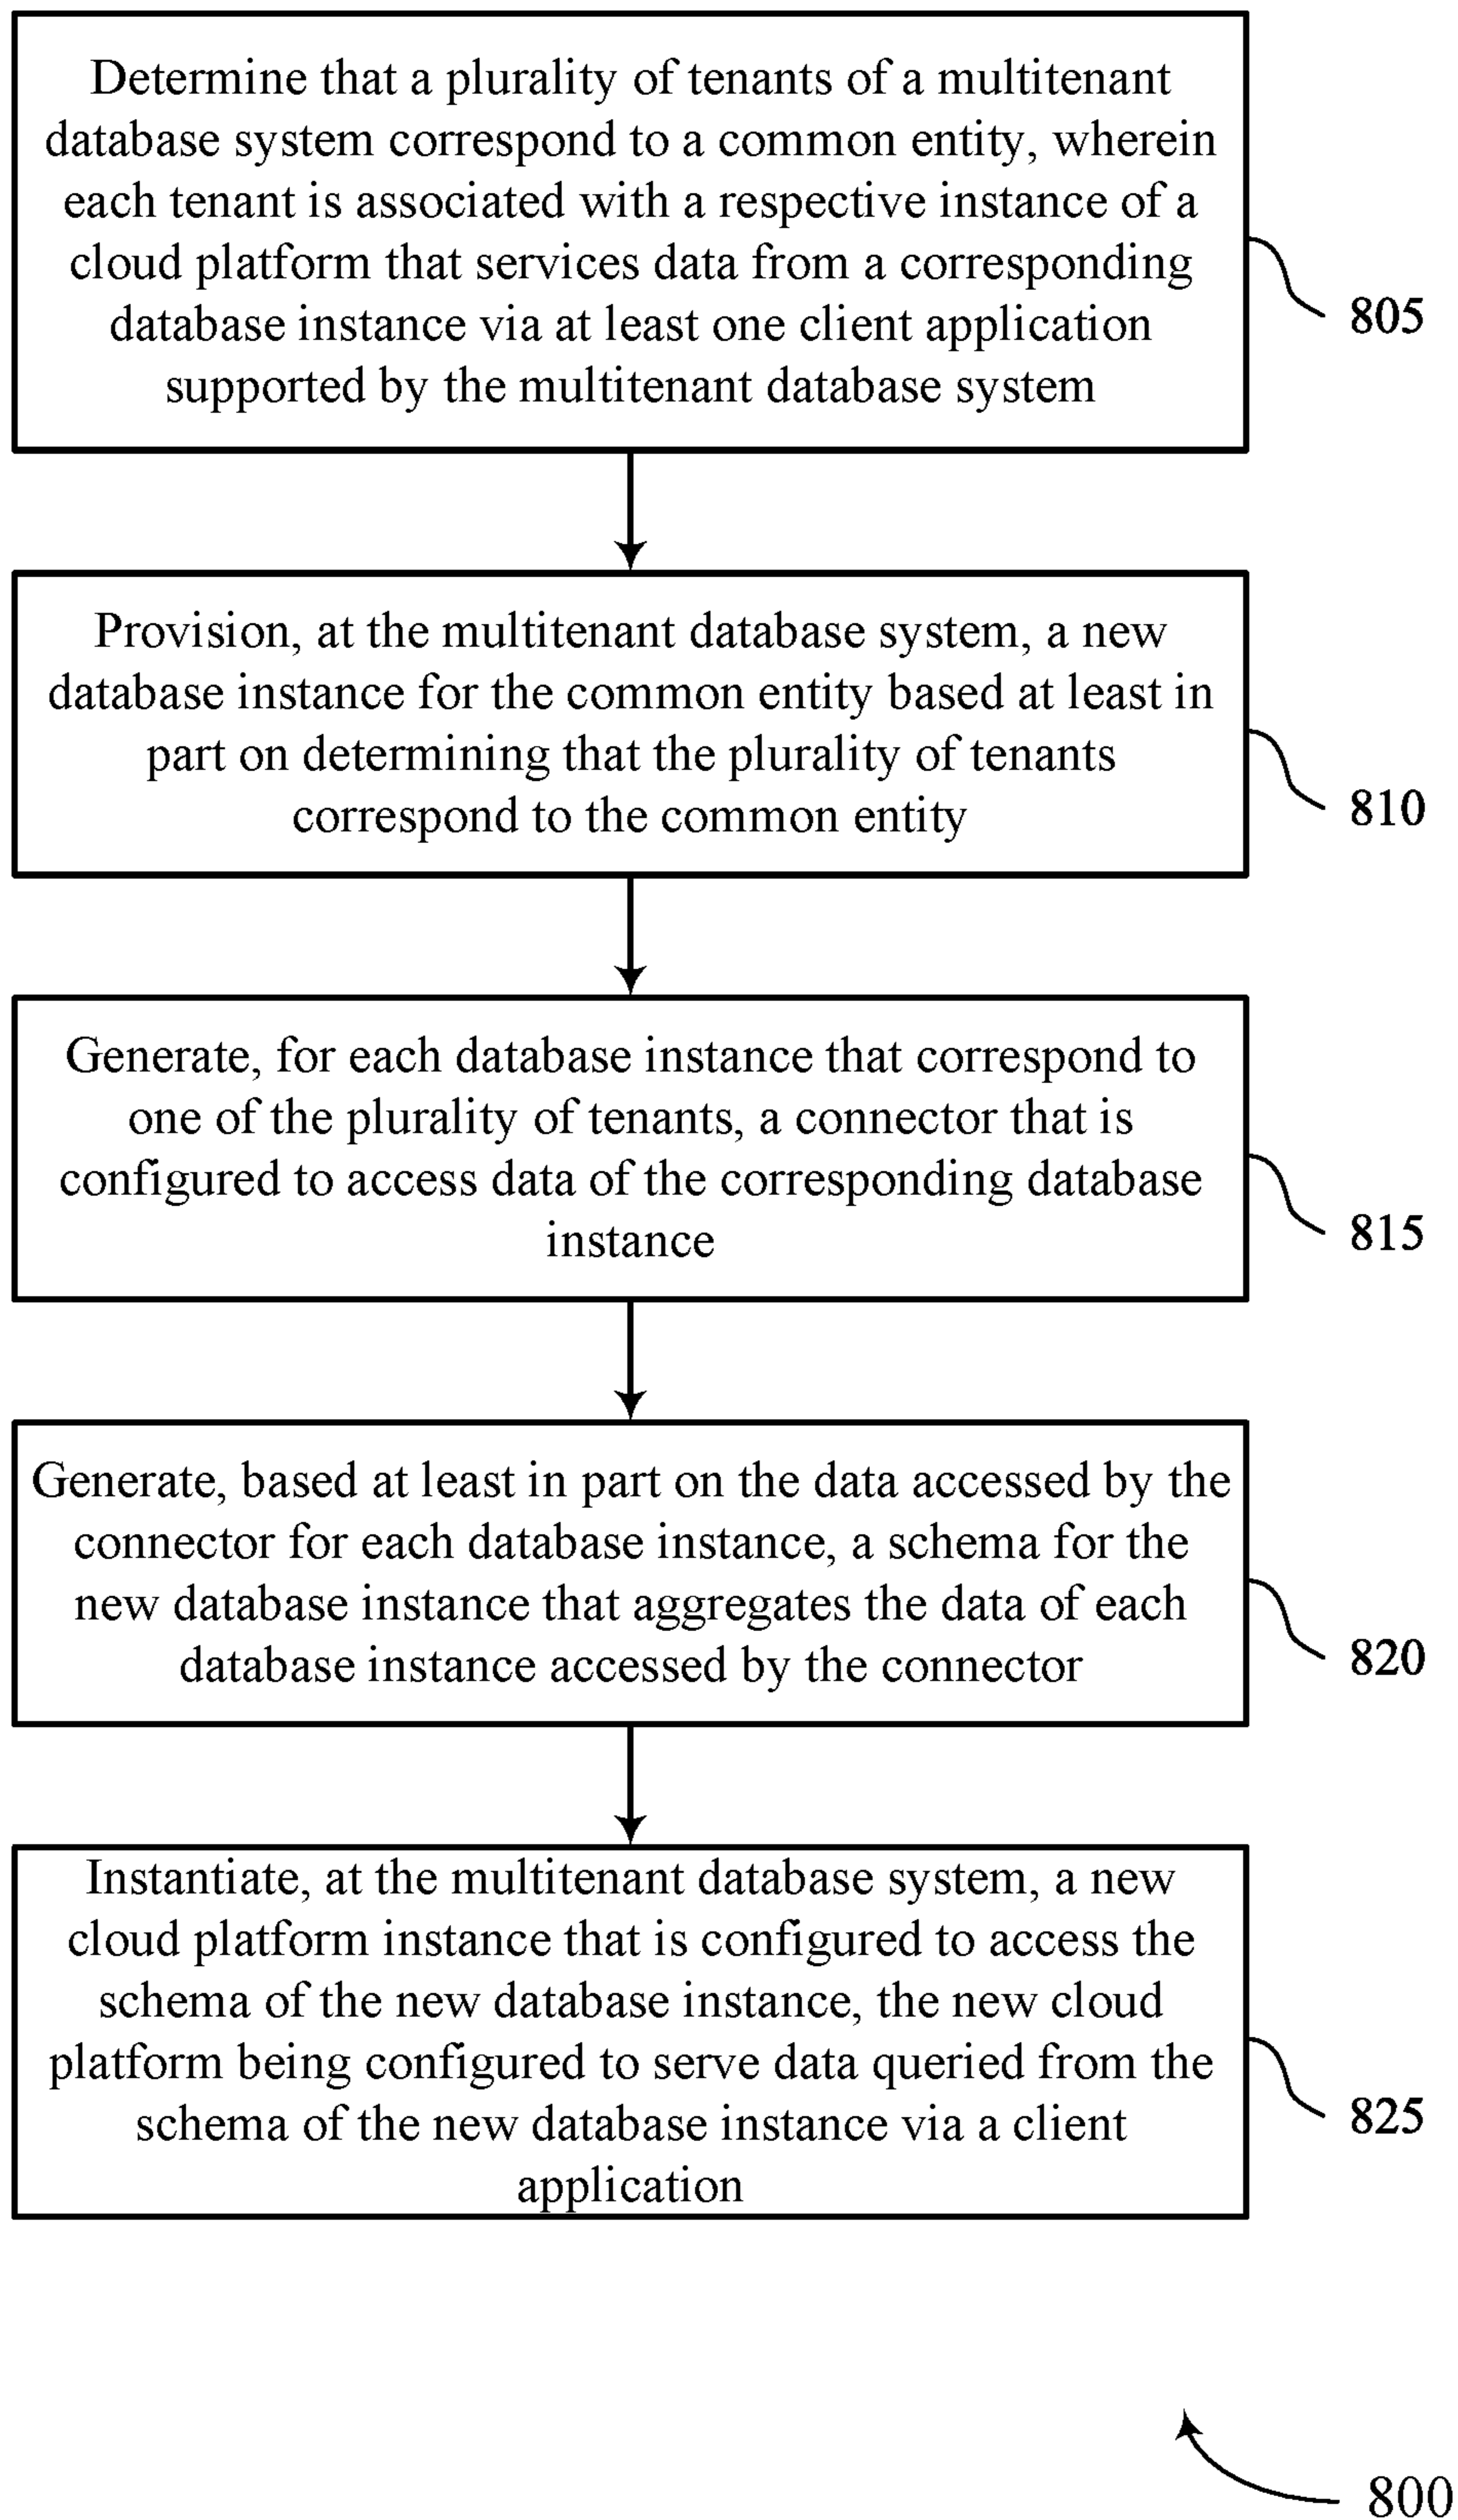 Determine that a plurality of tenants of a multitenant
database system correspond to a common entity, wherein
each tenant is associated with a respective instance of a
cloud platform that services data from a corresponding
database instance via at least one client application
supported by the multitenant database system
805
Provision, at the multitenant database system, a new
database instance for the common entity based at least in
part on determining that the plurality of tenants
correspond to the common entity
810
Generate, for each database instance that correspond to
one of the plurality of tenants, a connector that is
configured to access data of the corresponding database
instance
815
Generate, based at least in part on the data accessed by the
connector for each database instance, a schema for the
new database instance that aggregates the data of each
database instance accessed by the connector
820
Instantiate, at the multitenant database system, a new
cloud platform instance that is configured to access the
schema of the new database instance, the new cloud
platform being configured to serve data queried from the
schema of the new database instance via a client
application
825
800